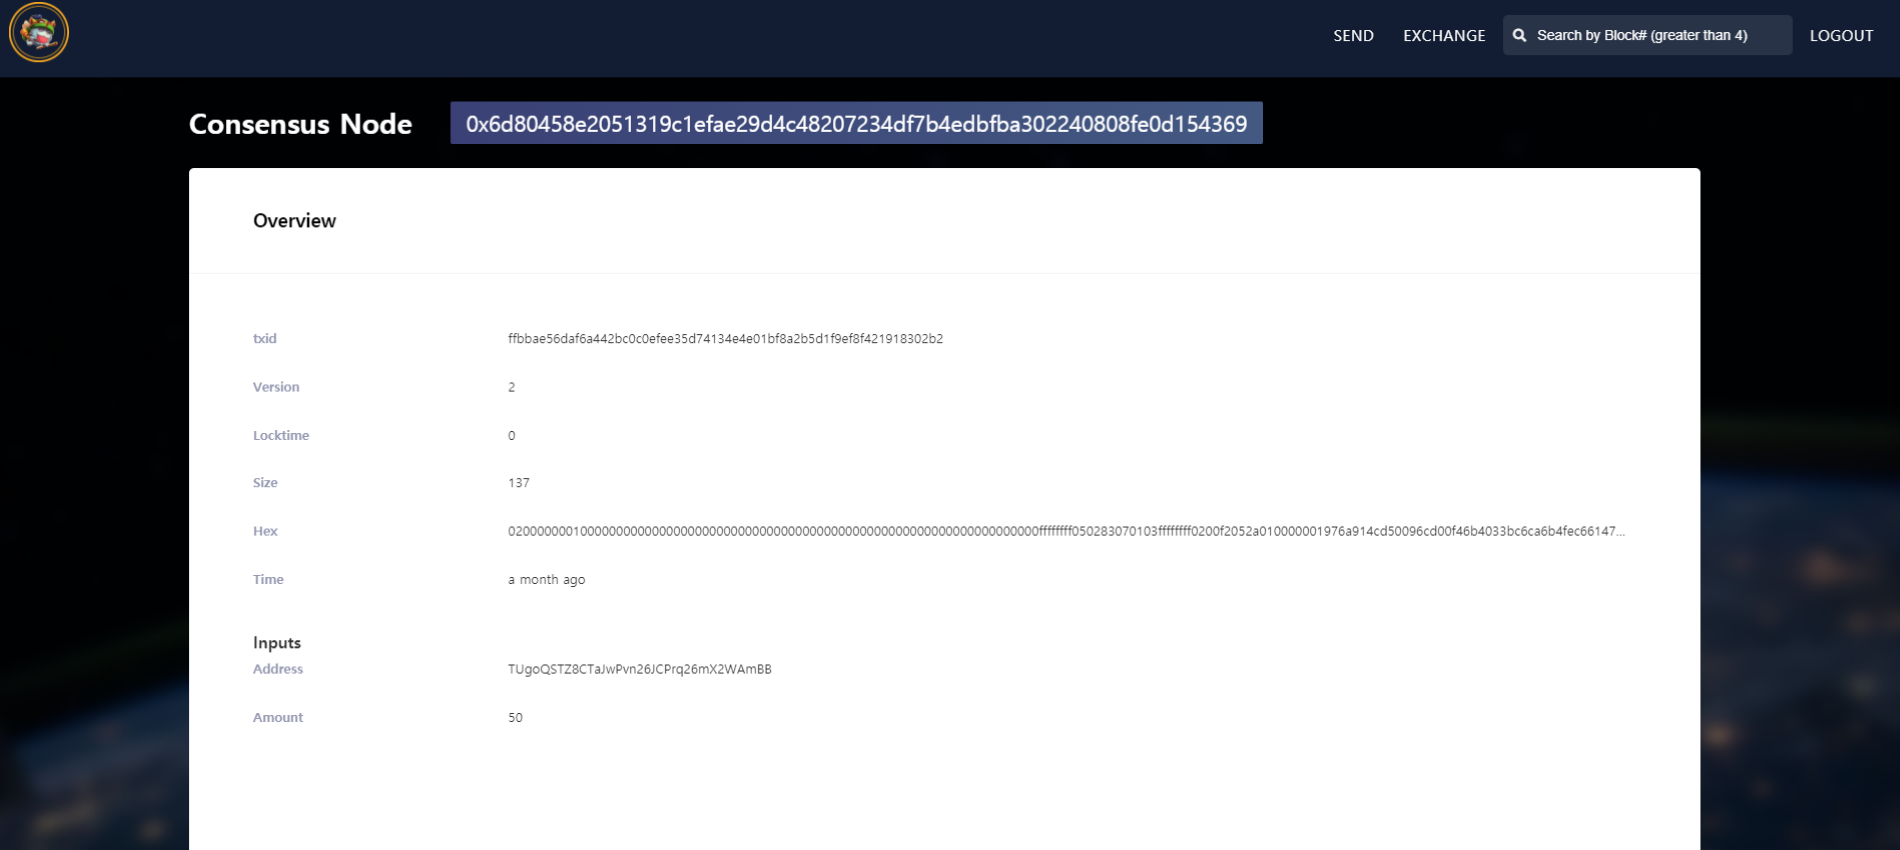 SEND EXCHANGE Search by Block# (greater than 4) LOGOUT
Consensus Node 0x6d80458e2051319c1efae29d4c48207234df7b4edbfba302240808fe0d154369
Overview
txid ffbbae56daf6a442bc0c0efee35d74134e4e01bf8a2b5d1f9ef8f421918302b2
Version 2
Locktime 0
Size 137
Hex 02000000010000000000000000000000000000000000000000000000000000000000000000ffffffff050283070103ffffffff0200f2052a010000001976a914cd50096cd00f46b4033bc6ca6b4fec66147...
Time a month ago
Inputs
Address TUgoQSTZ8CTaJwPvn26JCPrq26mX2WAmBB
Amount 50